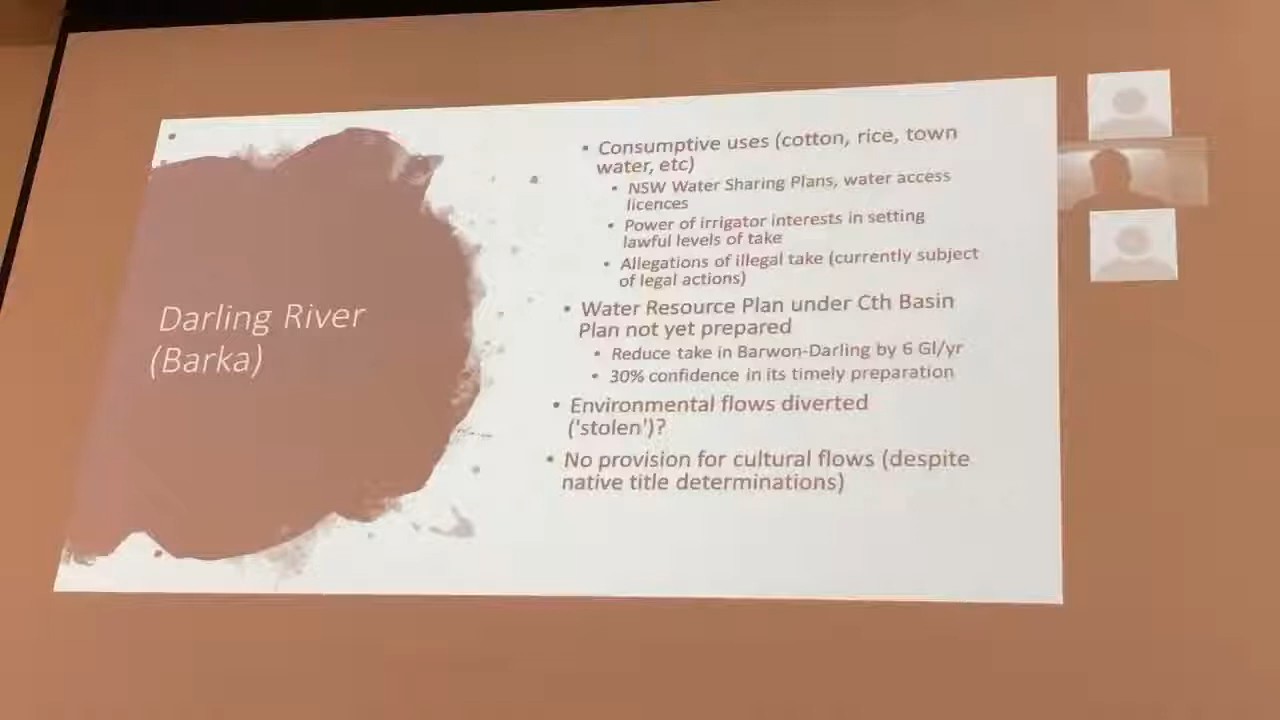 Darling River
(Barka)
• Consumptive uses (cotton, rice, town
water, etc)
• NSW Water Sharing Plans, water access
licences
• Power of irrigator interests in setting
lawful levels of take
• Allegations of illegal take (currently subject
of legal actions)
• Water Resource Plan under Cth Basin
Plan not yet prepared
• Reduce take in Barwon-Darling by 6 Gl/yr
• 30% confidence in its timely preparation
• Environmental flows diverted
('stolen')?
• No provision for cultural flows (despite
native title determinations)